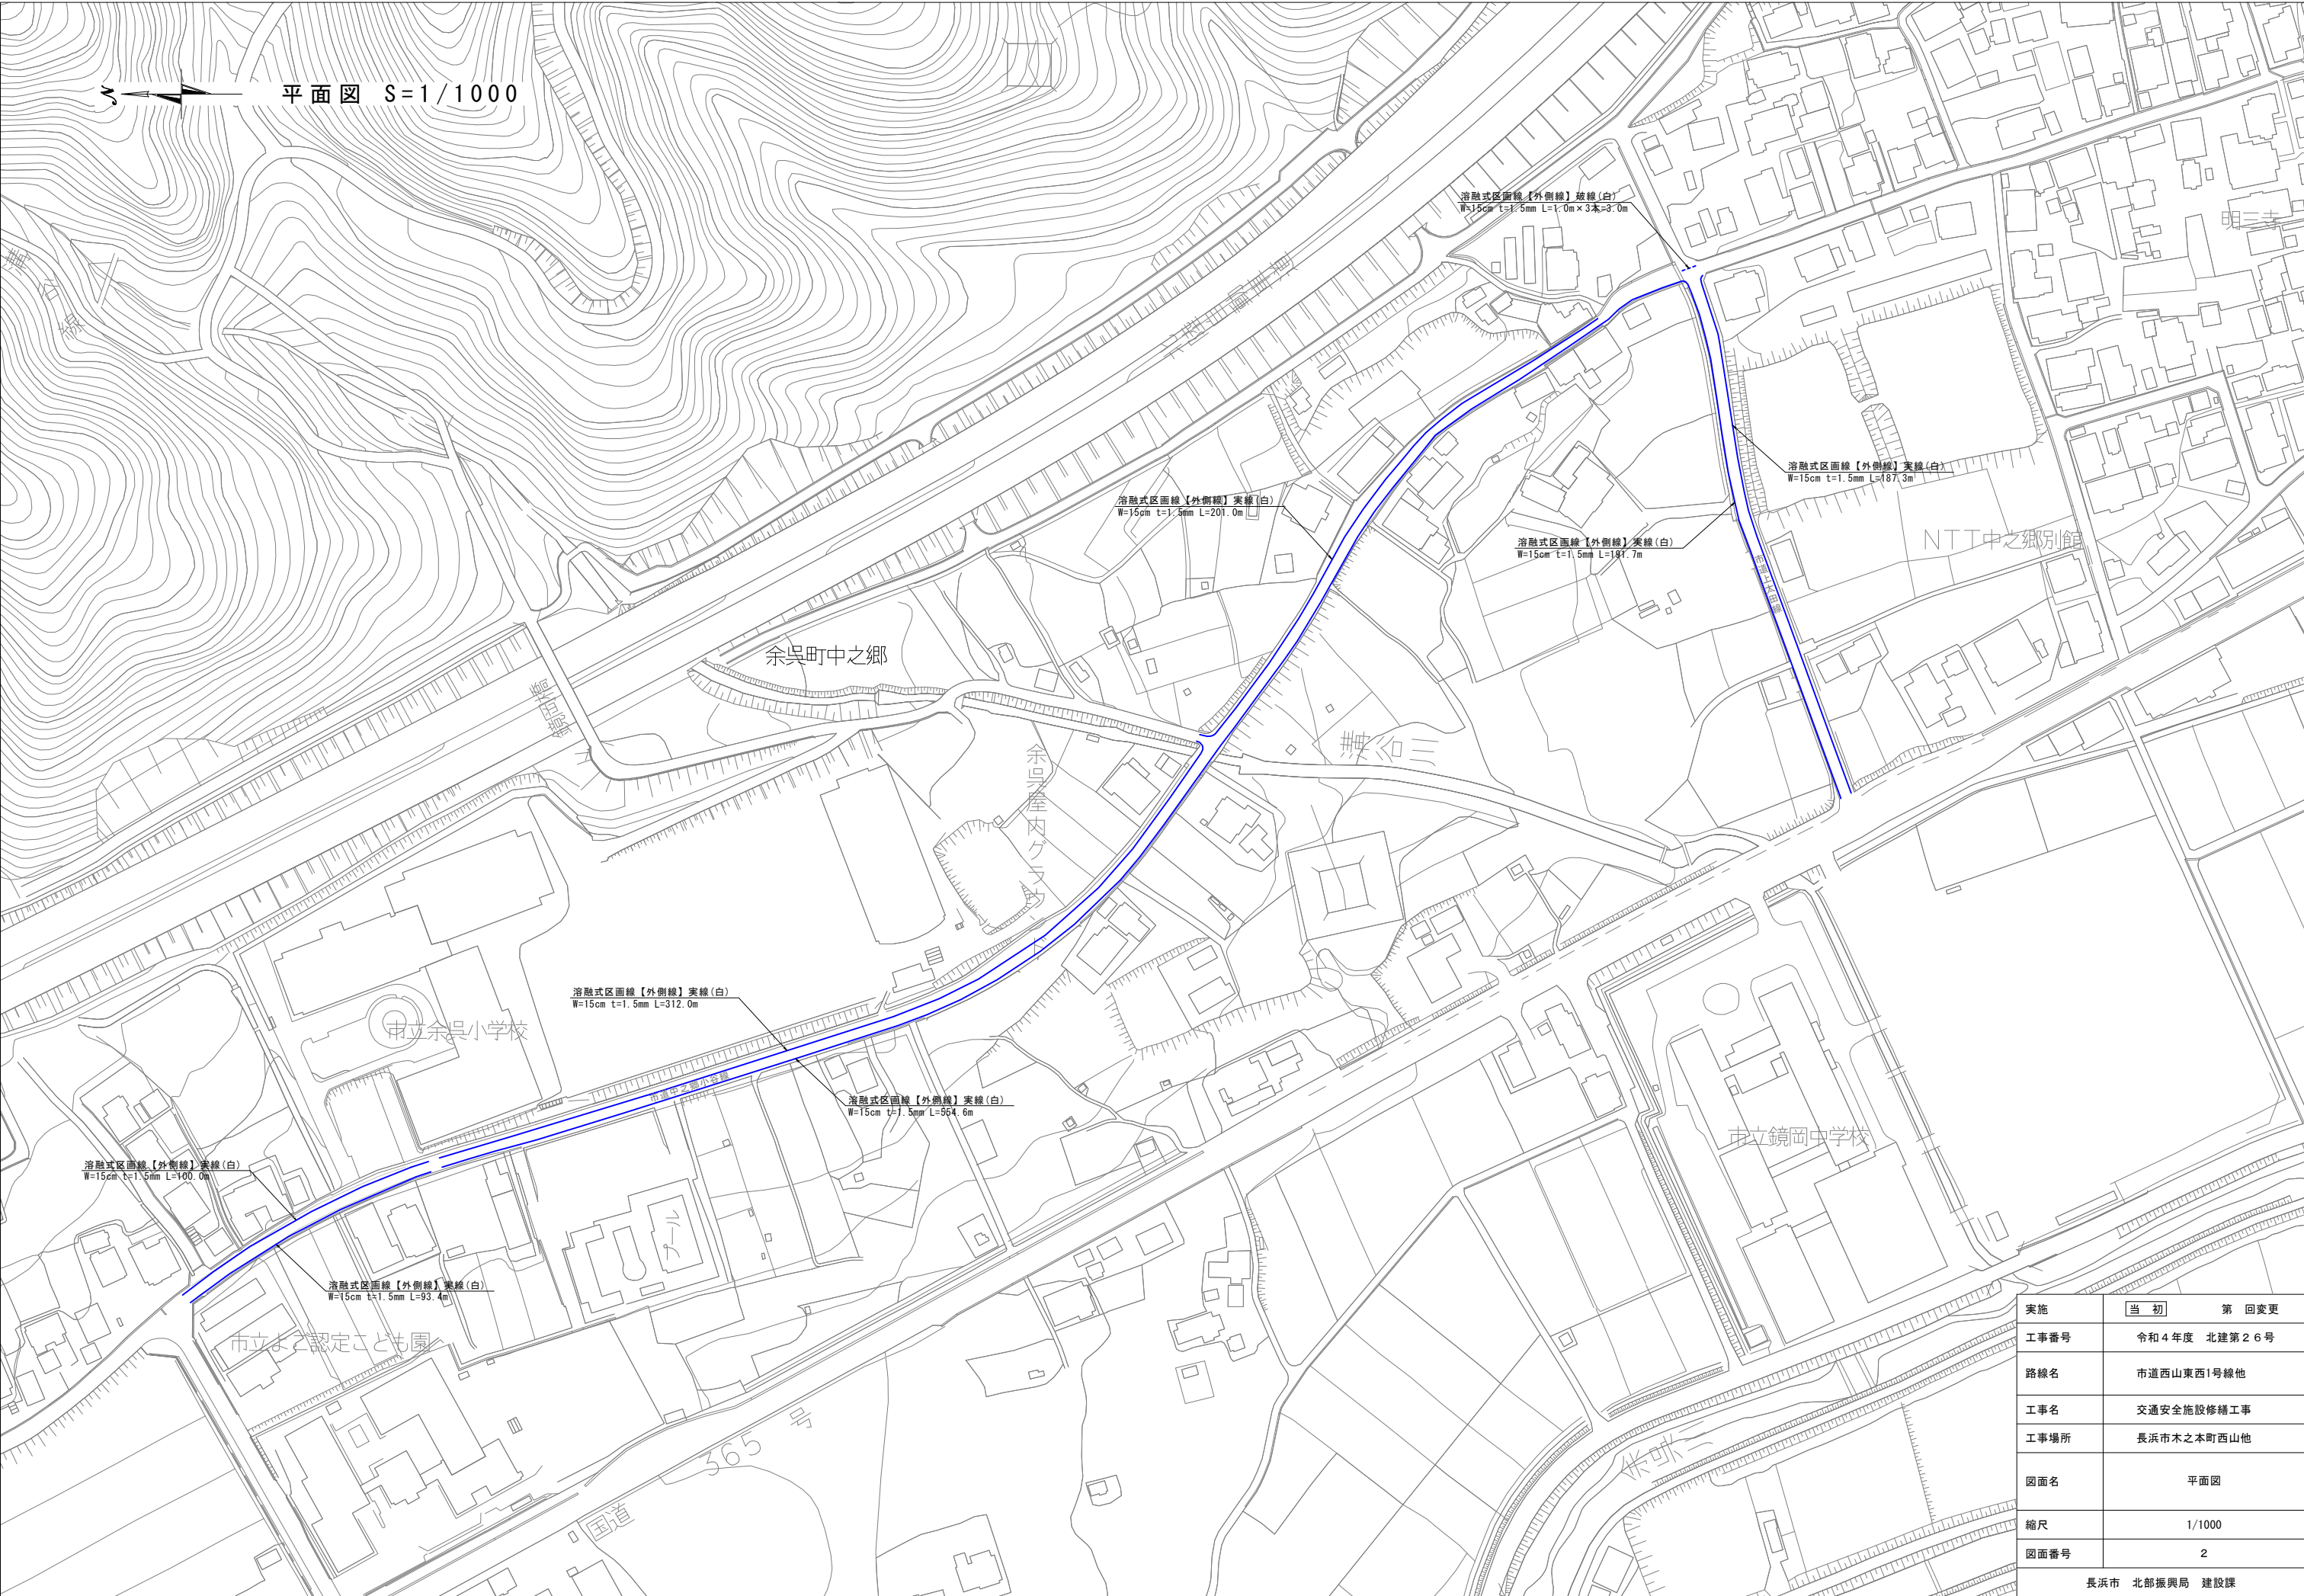 平面図 S=1/1000
溶融式区画線【外側線】破線(白)
W=15cm t=1.5mm L=1.0m×3本=3.0m
明三寺
溶融式区画線【外側線】実線(白)
W=15cm t=1.5mm L=187.3m
溶融式区画線【外側線】実線(白)
W=15cm t=1.5mm L=201.0m
溶融式区画線【外側線】実線(白)
W=15cm t=1.5mm L=191.7m
NTT中之郷別館
余呉町中之郷
余呉屋内グラウンド
溶融式区画線【外側線】実線(白)
W=15cm t=1.5mm L=312.0m
市立余呉小学校
市道中之郷小谷線
溶融式区画線【外側線】実線(白)
W=15cm t=1.5mm L=554.6m
市立鏡岡中学校
溶融式区画線【外側線】実線(白)
W=15cm t=1.5mm L=100.0m
プール
溶融式区画線【外側線】実線(白)
W=15cm t=1.5mm L=93.4m
市立よご認定こども園
国道 365 号
実施 当初 第 回変更
工事番号 令和4年度 北建第26号
路線名 市道西山東西1号線他
工事名 交通安全施設修繕工事
工事場所 長浜市木之本町西山他
図面名 平面図
縮尺 1/1000
図面番号 2
長浜市 北部振興局 建設課